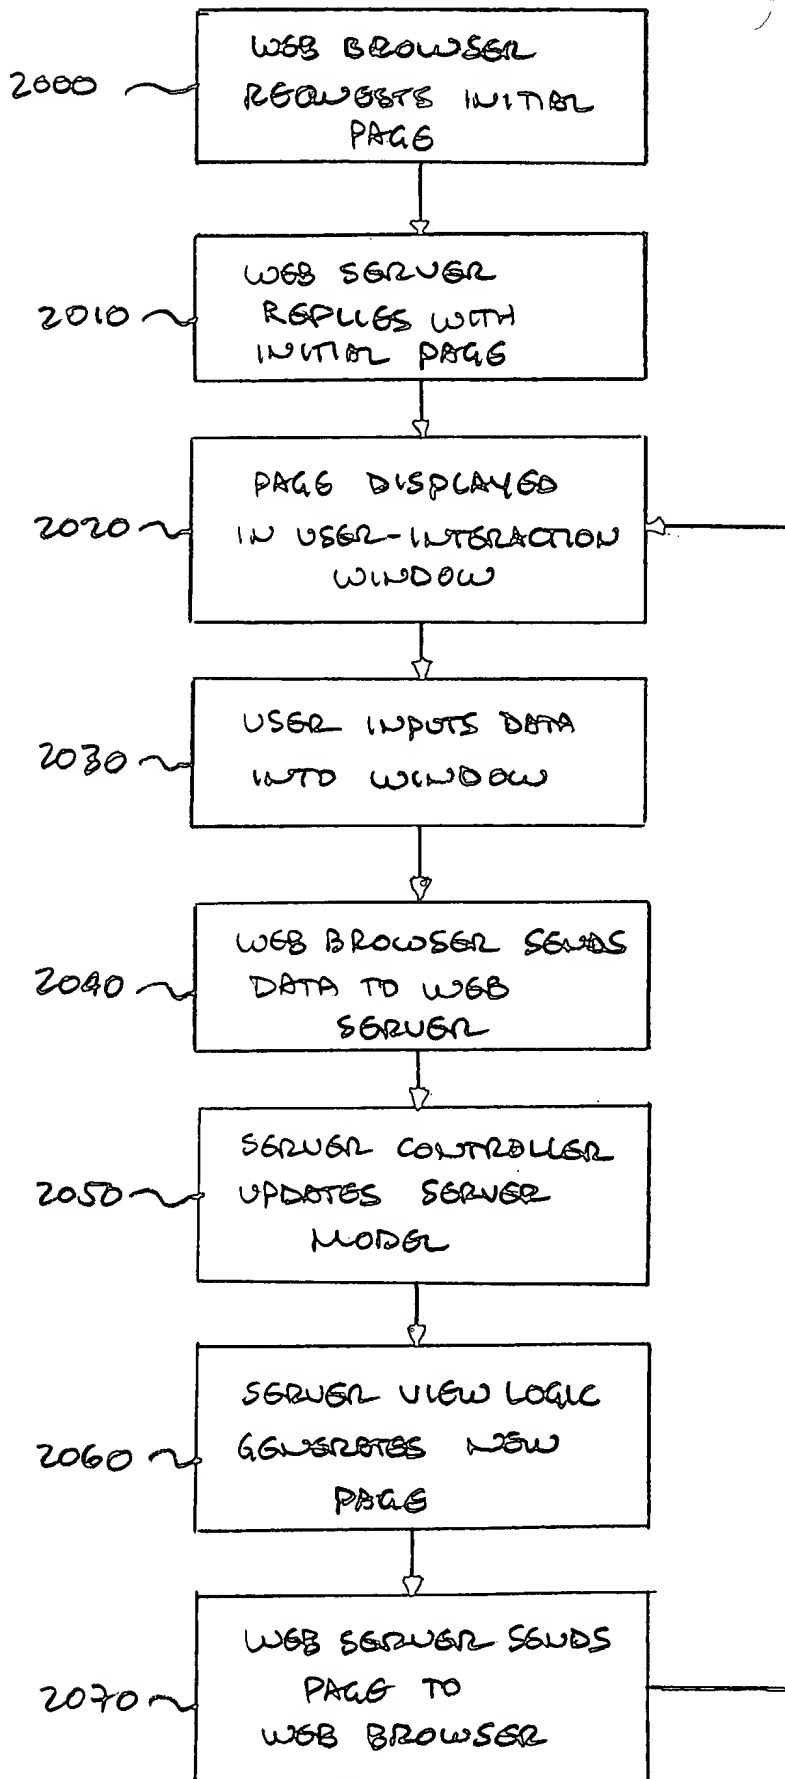 WEB BROWSER
2000
REQUESTS INITIAL
PAGE
WEB SERVER
2010
REPLIES WITH
INITIAL PAGE
PAGE DISPLAYED
2020
IN USER-INTERACTION
WINDOW
USER INPUTS DATA
2030
INTO WINDOW
WEB BROWSER SENDS
2040
DATA TO WEB
SERVER
SERVER CONTROLLER
2050
UPDATES SERVER
MODEL
SERVER VIEW LOGIC
2060
GENERATES NEW
PAGE
WEB SERVER SENDS
2070
PAGE TO
WEB BROWSER